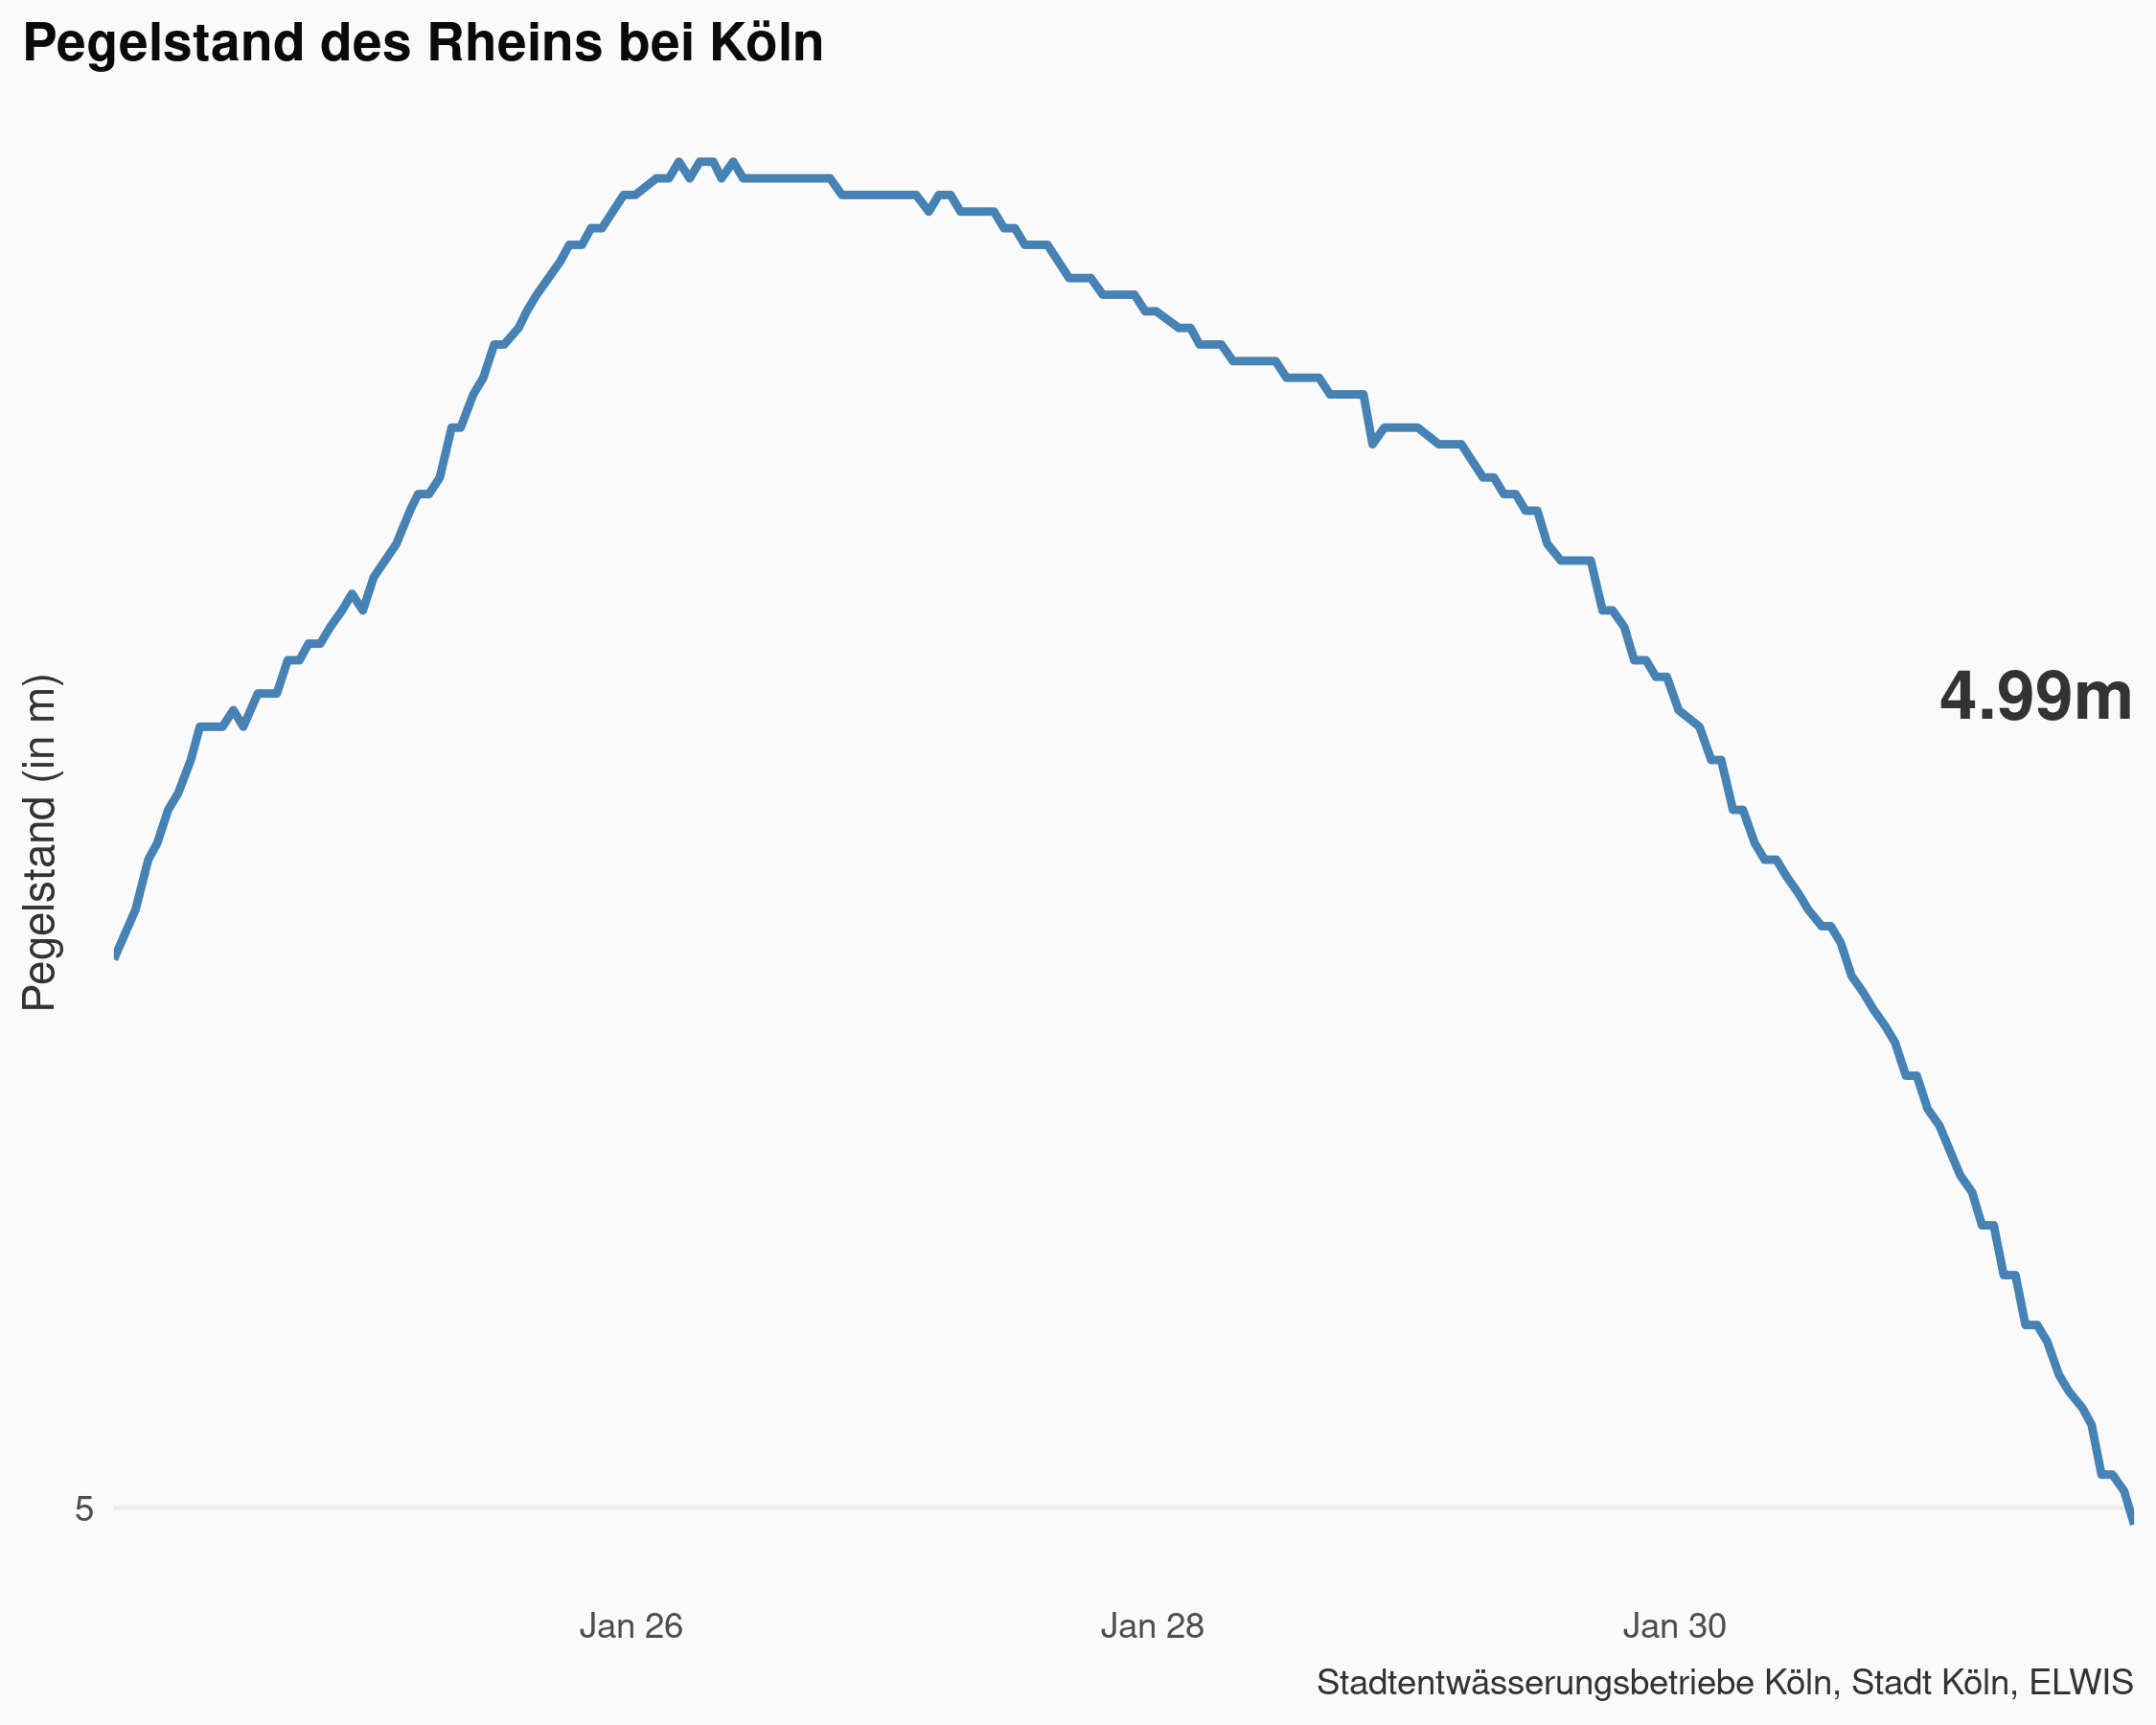 Pegelstand des Rheins bei Köln
Pegelstand (in m)
4.99m
5
Jan 26
Jan 28
Jan 30
Stadtentwässerungsbetriebe Köln, Stadt Köln, ELWIS